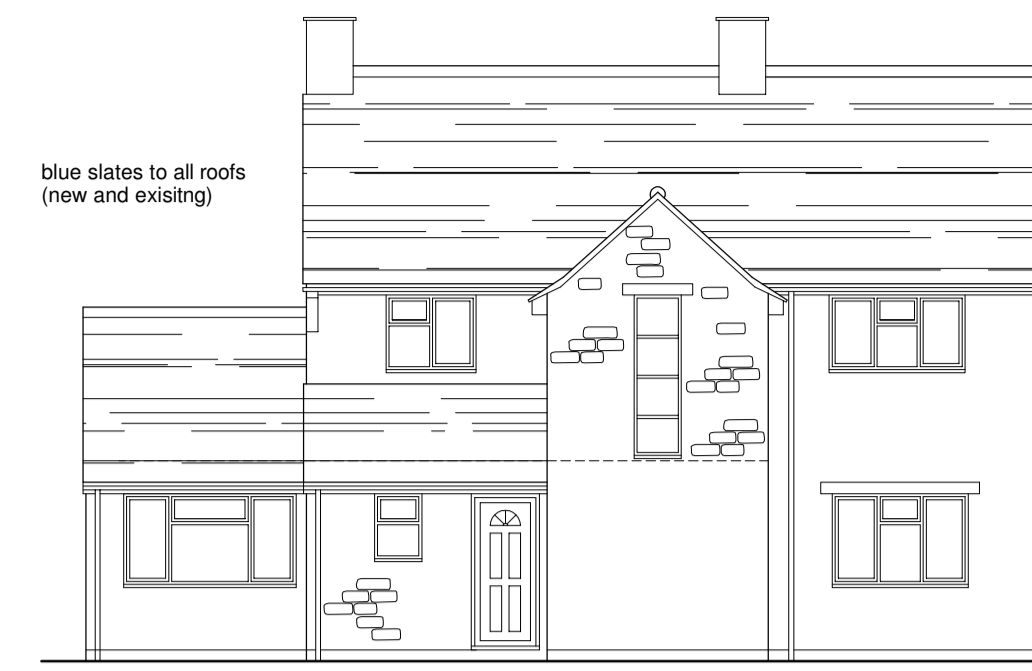 blue slates to all roofs
(new and exisitng)